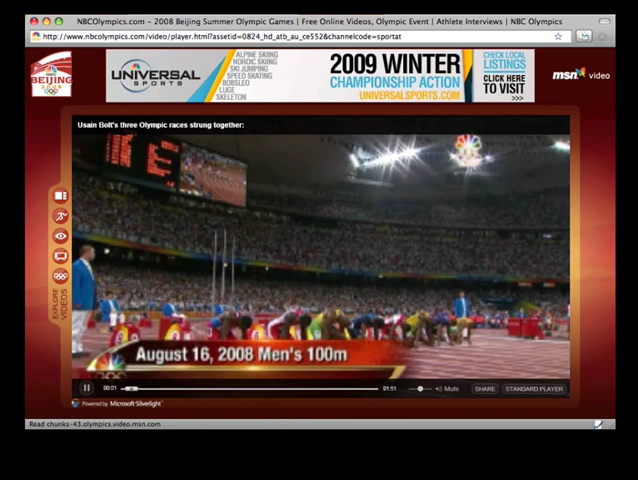 NBCOlympics.com - 2008 Beijing Summer Olympic Games | Free Online Videos, Olympic Event | Athlete Interviews | NBC Olympics
http://www.nbcolympics.com/video/player.html?assetid=0824_hd_atb_au_ce552&channelcode=sportat
BEIJING
2008
UNIVERSAL
SPORTS
ALPINE SKIING
NORDIC SKIING
SKI JUMPING
SPEED SKATING
BOBSLED
LUGE
SKELETON
2009 WINTER
CHAMPIONSHIP ACTION
UNIVERSALSPORTS.COM
CHECK LOCAL
LISTINGS
CLICK HERE
TO VISIT
>>>
msn video
Usain Bolt's three Olympic races strung together:
EXPLORE
VIDEOS
August 16, 2008 Men's 100m
00:01
01:51
Mute
SHARE
STANDARD PLAYER
Powered by Microsoft Silverlight
Read chunks-43.olympics.video.msn.com